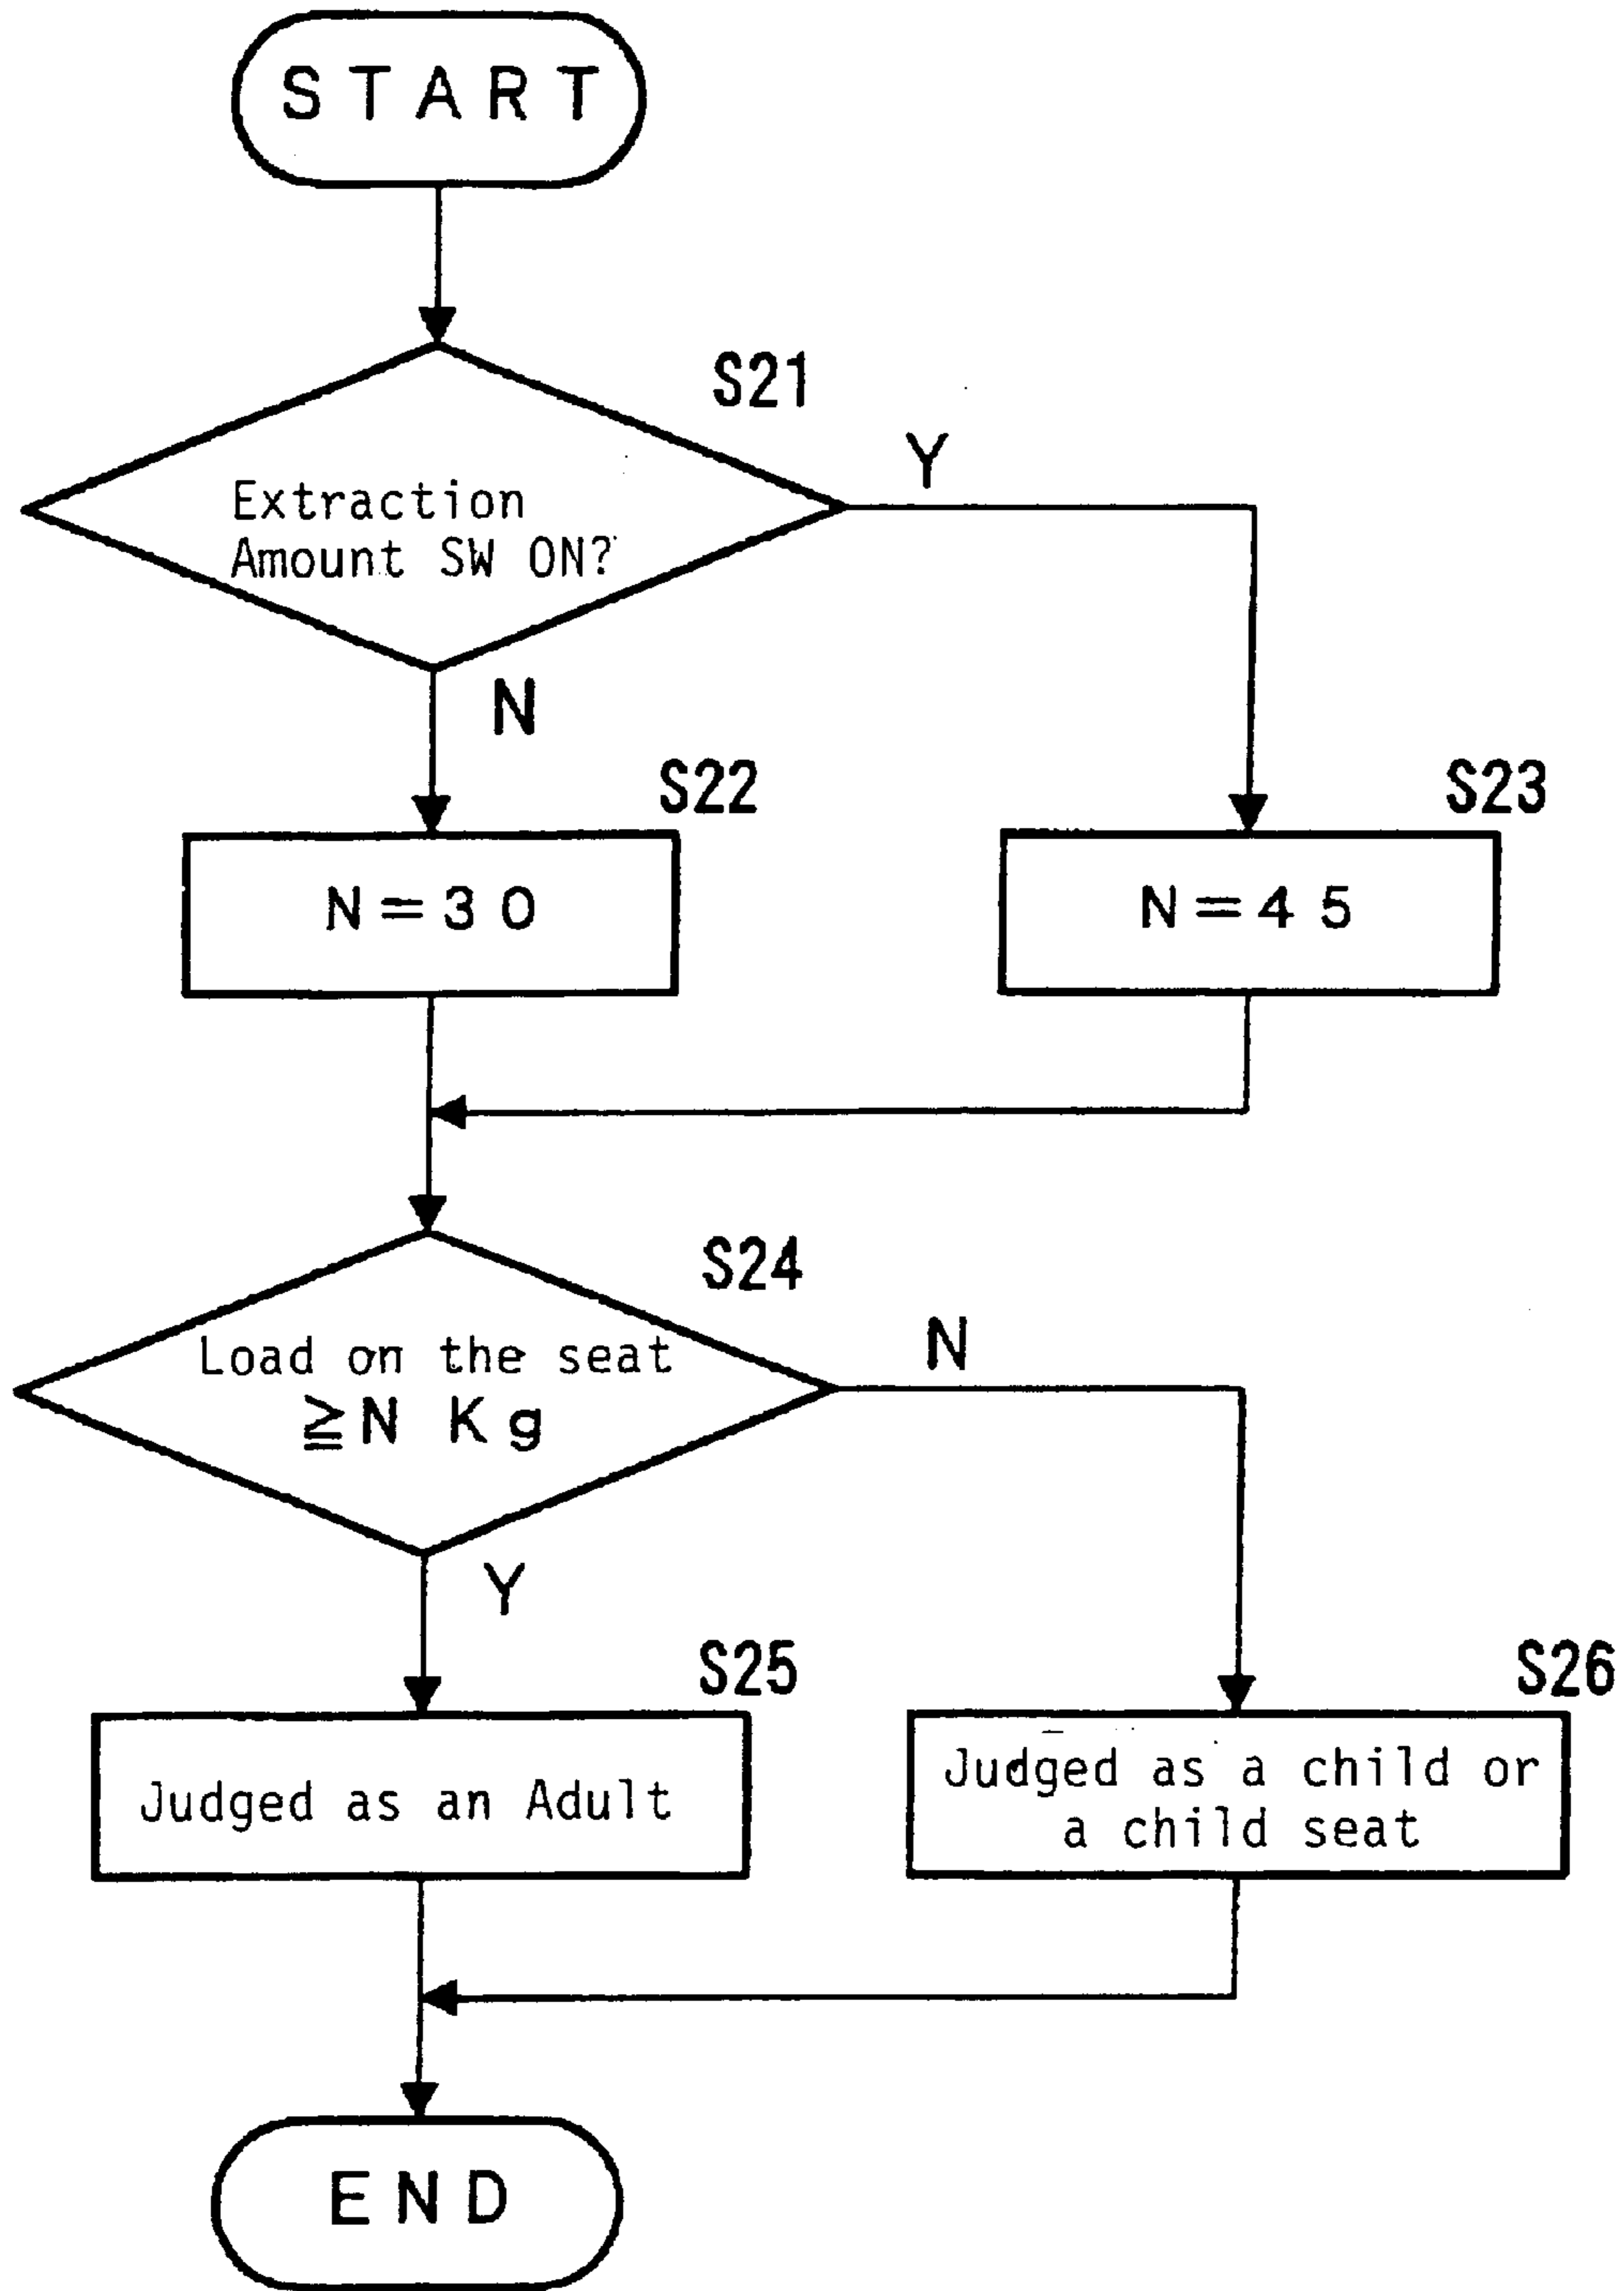 START
S21
Y
Extraction
Amount SW ON?
N
S22
S23
N=30
N=45
S24
N
Load on the seat
≧N Kg
Y
S25
S26
Judged as an Adult
Judged as a child or
a child seat
END